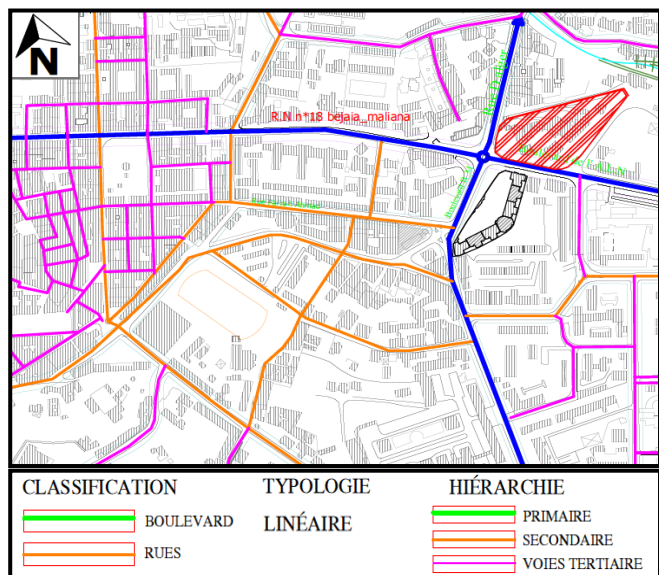 N
R.N n°18 bejaia_maliana
CLASSIFICATION
TYPOLOGIE
HIÉRARCHIE
BOULEVARD
LINÉAIRE
PRIMAIRE
RUES
SECONDAIRE
VOIES TERTIAIRE